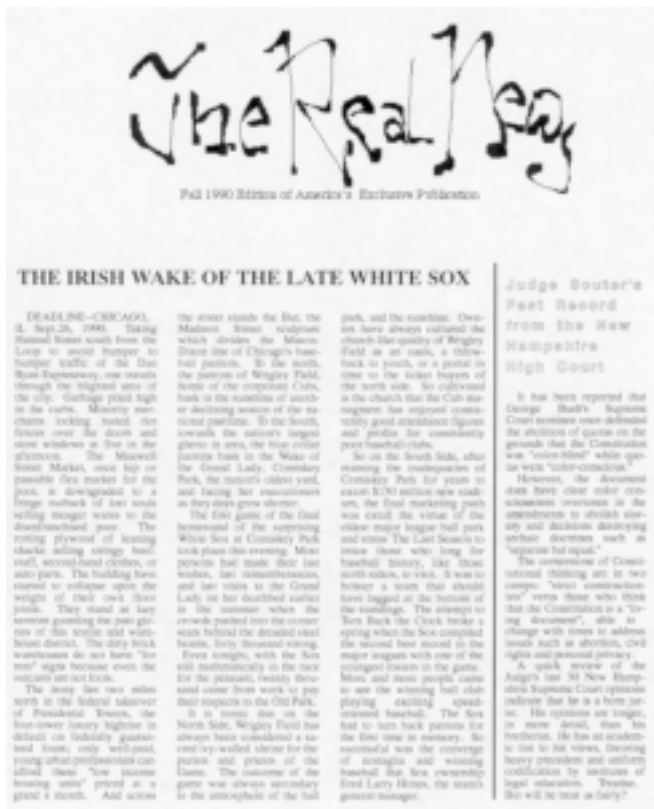 The Real News
Fall 1990 Edition of America's Exclusive Publication
THE IRISH WAKE OF THE LATE WHITE SOX
DEADLINE--CHICAGO,
IL Sept.26, 1990. Taking
Halsted Street south from the
Loop to avoid bumper to
bumper traffic of the Dan
Ryan Expressway, one travels
through the blighted area of
the city. Garbage piled high
in the curbs. Minority mer-
chants locking rusted
fences over the doors and
store windows at five in the
afternoon. The Maxwell
Street Market, once hip or
passable flea market for the
poor, is downgraded to a
fringe outback of lost souls
selling meager wares to the
disenfranchised poor. The
rotting plywood of leaning
shacks selling stringy beef-
stuff, second-hand clothes, or
auto parts. The building have
started to collapse upon the
weight of their own floor
joists. They stand as lazy
sentries guarding the past glo-
ries of this and ware-
house district. The dirty brick
warehouses do not have "for
rent" signs because even the
outcasts are not fools.
The irony lies two miles
north in the federal takeover
of Presidential Towers, the
four-tower luxury highrise in
default on federally guaran-
teed loans; only well-paid,
young urban professionals can
afford these "low income
housing units" priced at a
grand a month. And across
the street stands the Bat, the
Madison Street sculpture
which divides the Mason-
Dixon line of Chicago's base-
ball patrons. To the north,
the patrons of Wrigley Field,
home of the corporate Cubs,
bask in the sunshine of anoth-
er declining season of the na-
tional pastime. To the South,
towards the nation's largest
ghetto in area, the blue collar
patrons bask in the Wake of
the Grand Lady, Comiskey
Park, the nation's oldest yard,
and facing her executioners
as they days grow shorter.
The first game of the final
homestand of the surprising
White Sox at Comiskey Park
took place this evening. Most
persons had made their last
wishes, last remembrances,
and last visits to the Grand
Lady on her deathbed earlier
in the summer when the
crowds pushed into the corner
seats behind the dreaded steel
beams, forty thousand strong.
Even tonight, with the Sox
still mathematically in the race
for the pennant, twenty thou-
sand came from work to pay
their respects to the Old Park.
It is ironic that on the
North Side, Wrigley Field has
always been considered a sa-
cred ivy-walled shrine for the
purists and priests of the
Game. The outcome of the
game was always secondary
to the atmosphere of the ball
park, and the sunshine. Own-
ers have always cultured the
church-like quality of Wrigley
Field as an oasis, a throw-
back to youth, or a portal in
time to the ticket buyers of
the north side. So cultivated
is the church that the Cub ma-
nagment has enjoyed consis-
tently good attendance figures
and profits for consistently
poor baseball clubs.
So on the South Side, after
the inadequacies of
Comiskey Park for years to
extort $150 million new stadi-
um, the final marketing push
was extoll the virtue of the
oldest major league ball park
and stress The Last Season to
entice those who long for
baseball history, like those
north siders, to visit. It was to
bolster a team that should
have lagged at the bottom of
the standings. The attempt to
Turn Back the Clock broke a
spring when the Sox compiled
the second best record in the
major leagues with one of the
youngest rosters in the game.
More and more people came
to see the winning ball club
playing exciting speed-
oriented baseball. The Sox
had to turn back patrons for
the first time in memory. So
successful was the converge
of nostaglia and winning
baseball that Sox ownership
fired Larry Himes, the team's
general manager.
Judge Souter's
Past Record
from the New
Hampshire
High Court
It has been reported that
George Bush's Supreme
Court nominee once defended
the abolition of quotas on the
grounds that the Constitution
was "color-blind" while quo-
tas were "color-conscious."
However, the document
does have clear color con-
sciousness overtones in the
amendments to abolish slav-
ery and decisions destroying
archaic doctrines such as
"separate but equal."
The cornerstone of Consti-
tutional thinking are in two
camps: "strict construction-
ists" versus those who think
that the Constitution is a "liv-
ing document", able to
change with times to address
issues such as abortion, civil
rights and personal privacy.
A quick review of the
Judge's last 50 New Hamp-
shire Supreme Court opinions
indicate that he is a born jur-
ist. His opinions are longer,
in more detail, than his
brethren. He has an academ-
ic tint to his views, favoring
heavy precedent and uniform
codification by institutes of
legal education.
But will he treat us fairly?